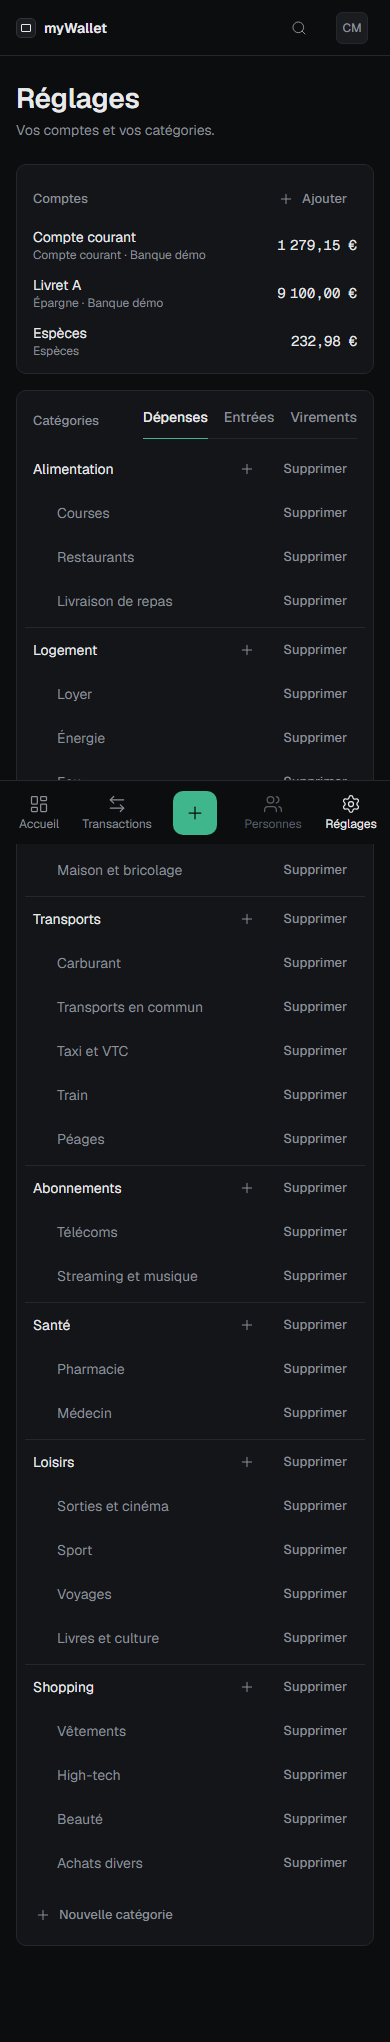 myWallet
CM
Réglages
Vos comptes et vos catégories.
Comptes
Ajouter
Compte courant
1 279,15 €
Compte courant · Banque démo
Livret A
9 100,00 €
Épargne · Banque démo
Espèces
232,98 €
Espèces
Catégories
Dépenses
Entrées
Virements
Alimentation
Supprimer
Courses
Supprimer
Restaurants
Supprimer
Livraison de repas
Supprimer
Logement
Supprimer
Loyer
Supprimer
Énergie
Supprimer
Accueil
Transactions
Personnes
Réglages
Maison et bricolage
Supprimer
Transports
Supprimer
Carburant
Supprimer
Transports en commun
Supprimer
Taxi et VTC
Supprimer
Train
Supprimer
Péages
Supprimer
Abonnements
Supprimer
Télécoms
Supprimer
Streaming et musique
Supprimer
Santé
Supprimer
Pharmacie
Supprimer
Médecin
Supprimer
Loisirs
Supprimer
Sorties et cinéma
Supprimer
Sport
Supprimer
Voyages
Supprimer
Livres et culture
Supprimer
Shopping
Supprimer
Vêtements
Supprimer
High-tech
Supprimer
Beauté
Supprimer
Achats divers
Supprimer
Nouvelle catégorie